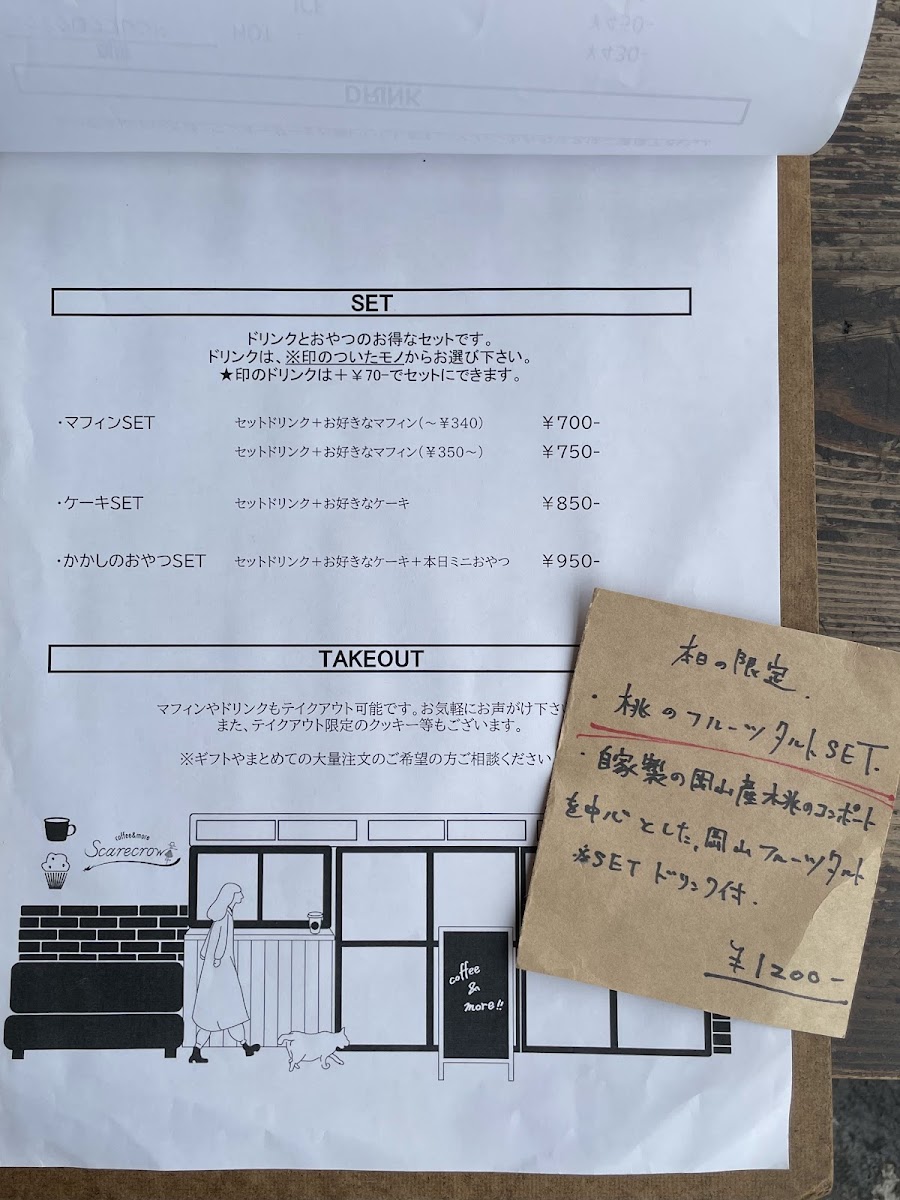 SET
ドリンクとおやつのお得なセットです。
ドリンクは、※印のついたモノからお選び下さい。
★印のドリンクは＋￥70-でセットにできます。
・マフィンSET セットドリンク＋お好きなマフィン（～￥340） ￥700-
セットドリンク＋お好きなマフィン（￥350～） ￥750-
・ケーキSET セットドリンク＋お好きなケーキ ￥850-
・かかしのおやつSET セットドリンク＋お好きなケーキ＋本日ミニおやつ ￥950-
TAKEOUT
マフィンやドリンクもテイクアウト可能です。お気軽にお声がけ下さい
また、テイクアウト限定のクッキー等もございます。
※ギフトやまとめての大量注文のご希望の方ご相談ください
coffee&more
Scarecrow
coffee
&
more!!
本日の限定.
・桃のフルーツタルトSET.
・自家製の岡山産木兆のコンポート
を中心とした,岡山フルーツタルト
※SETドリンク付.
￥1200-